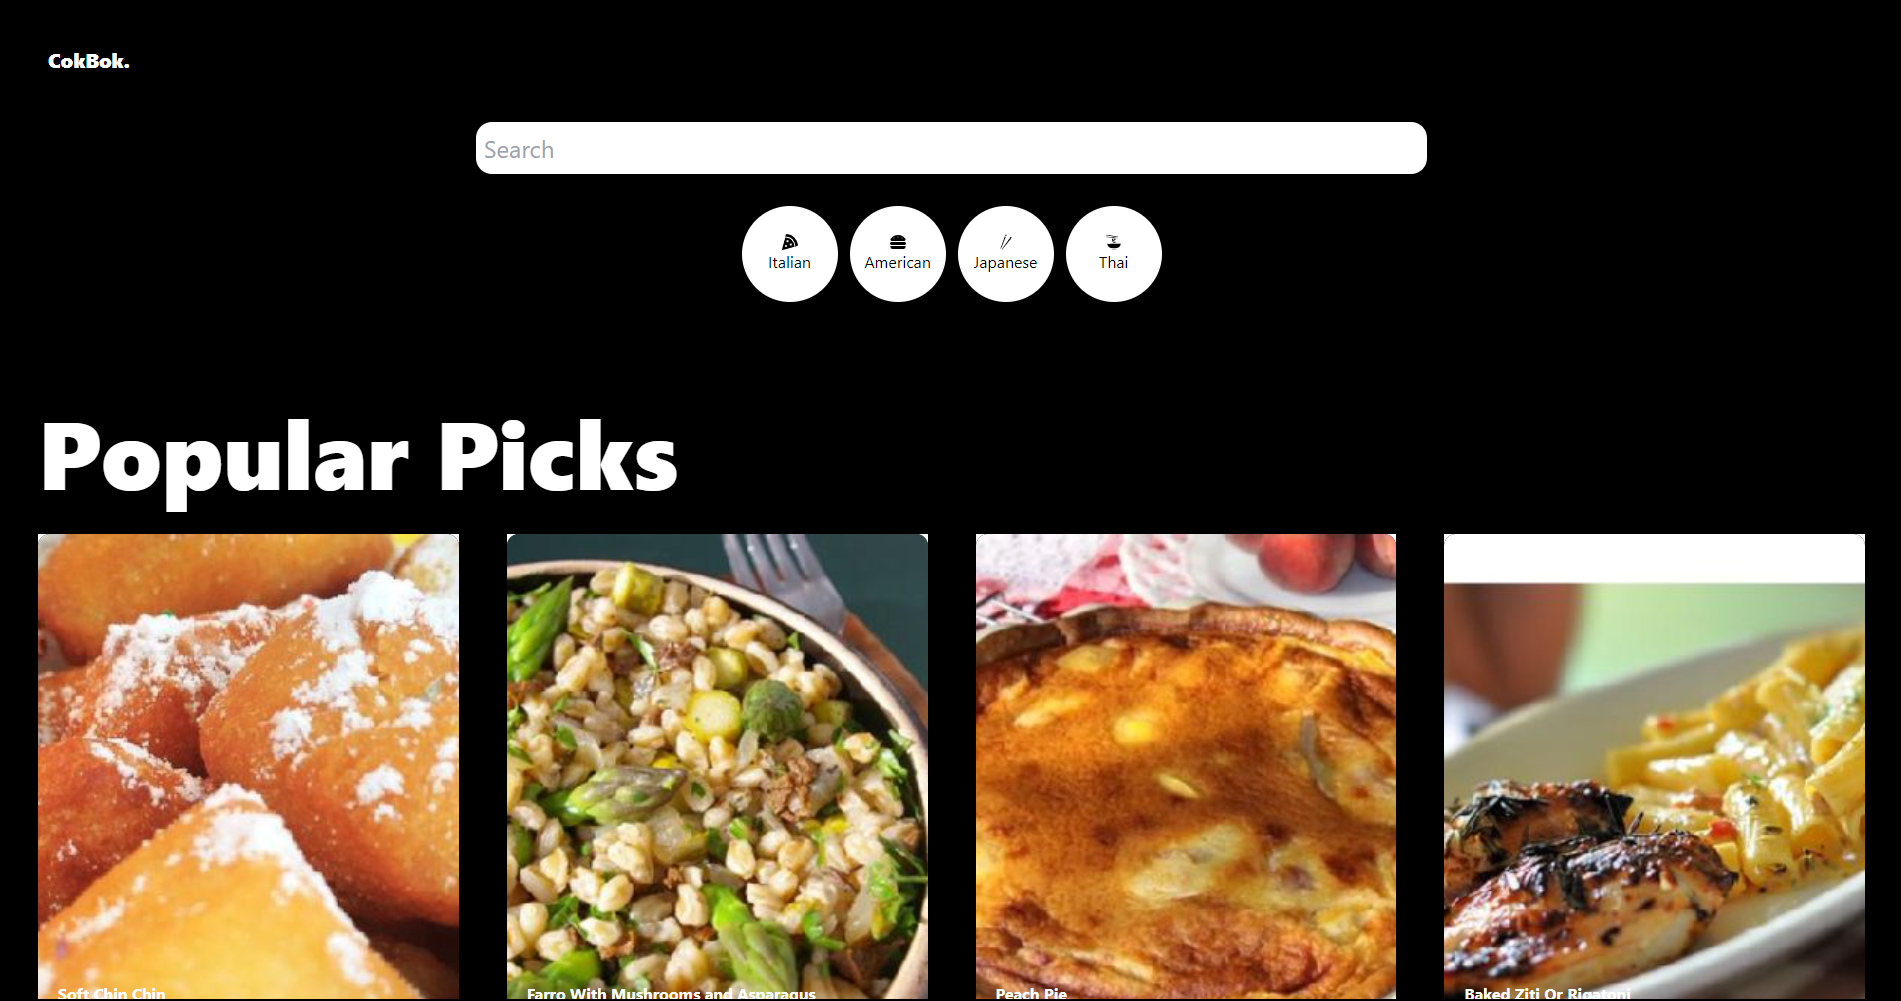 CokBok.
Search
Italian
American
Japanese
Thai
Popular Picks
Soft Chin Chin
Farro With Mushrooms and Asparagus
Peach Pie
Baked Ziti Or Rigatoni